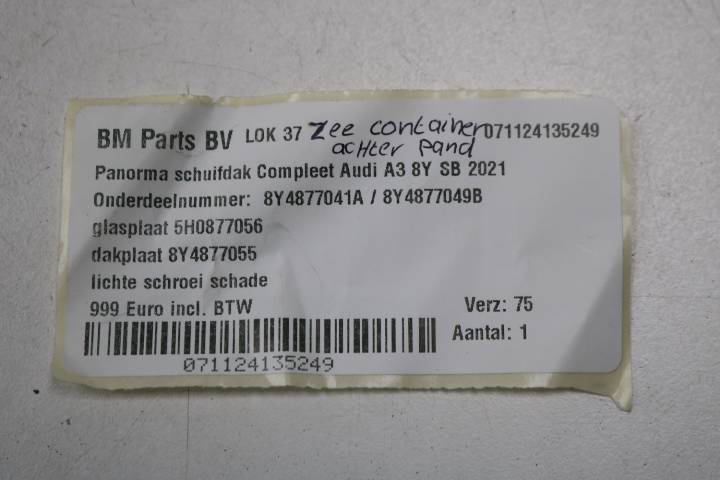 BM Parts BV LOK 37 Zee container 071124135249
achter pand
Panorma schuifdak Compleet Audi A3 8Y SB 2021
Onderdeelnummer: 8Y4877041A / 8Y4877049B
glasplaat 5H0877056
dakplaat 8Y4877055
lichte schroei schade
999 Euro incl. BTW Verz: 75
Aantal: 1
071124135249